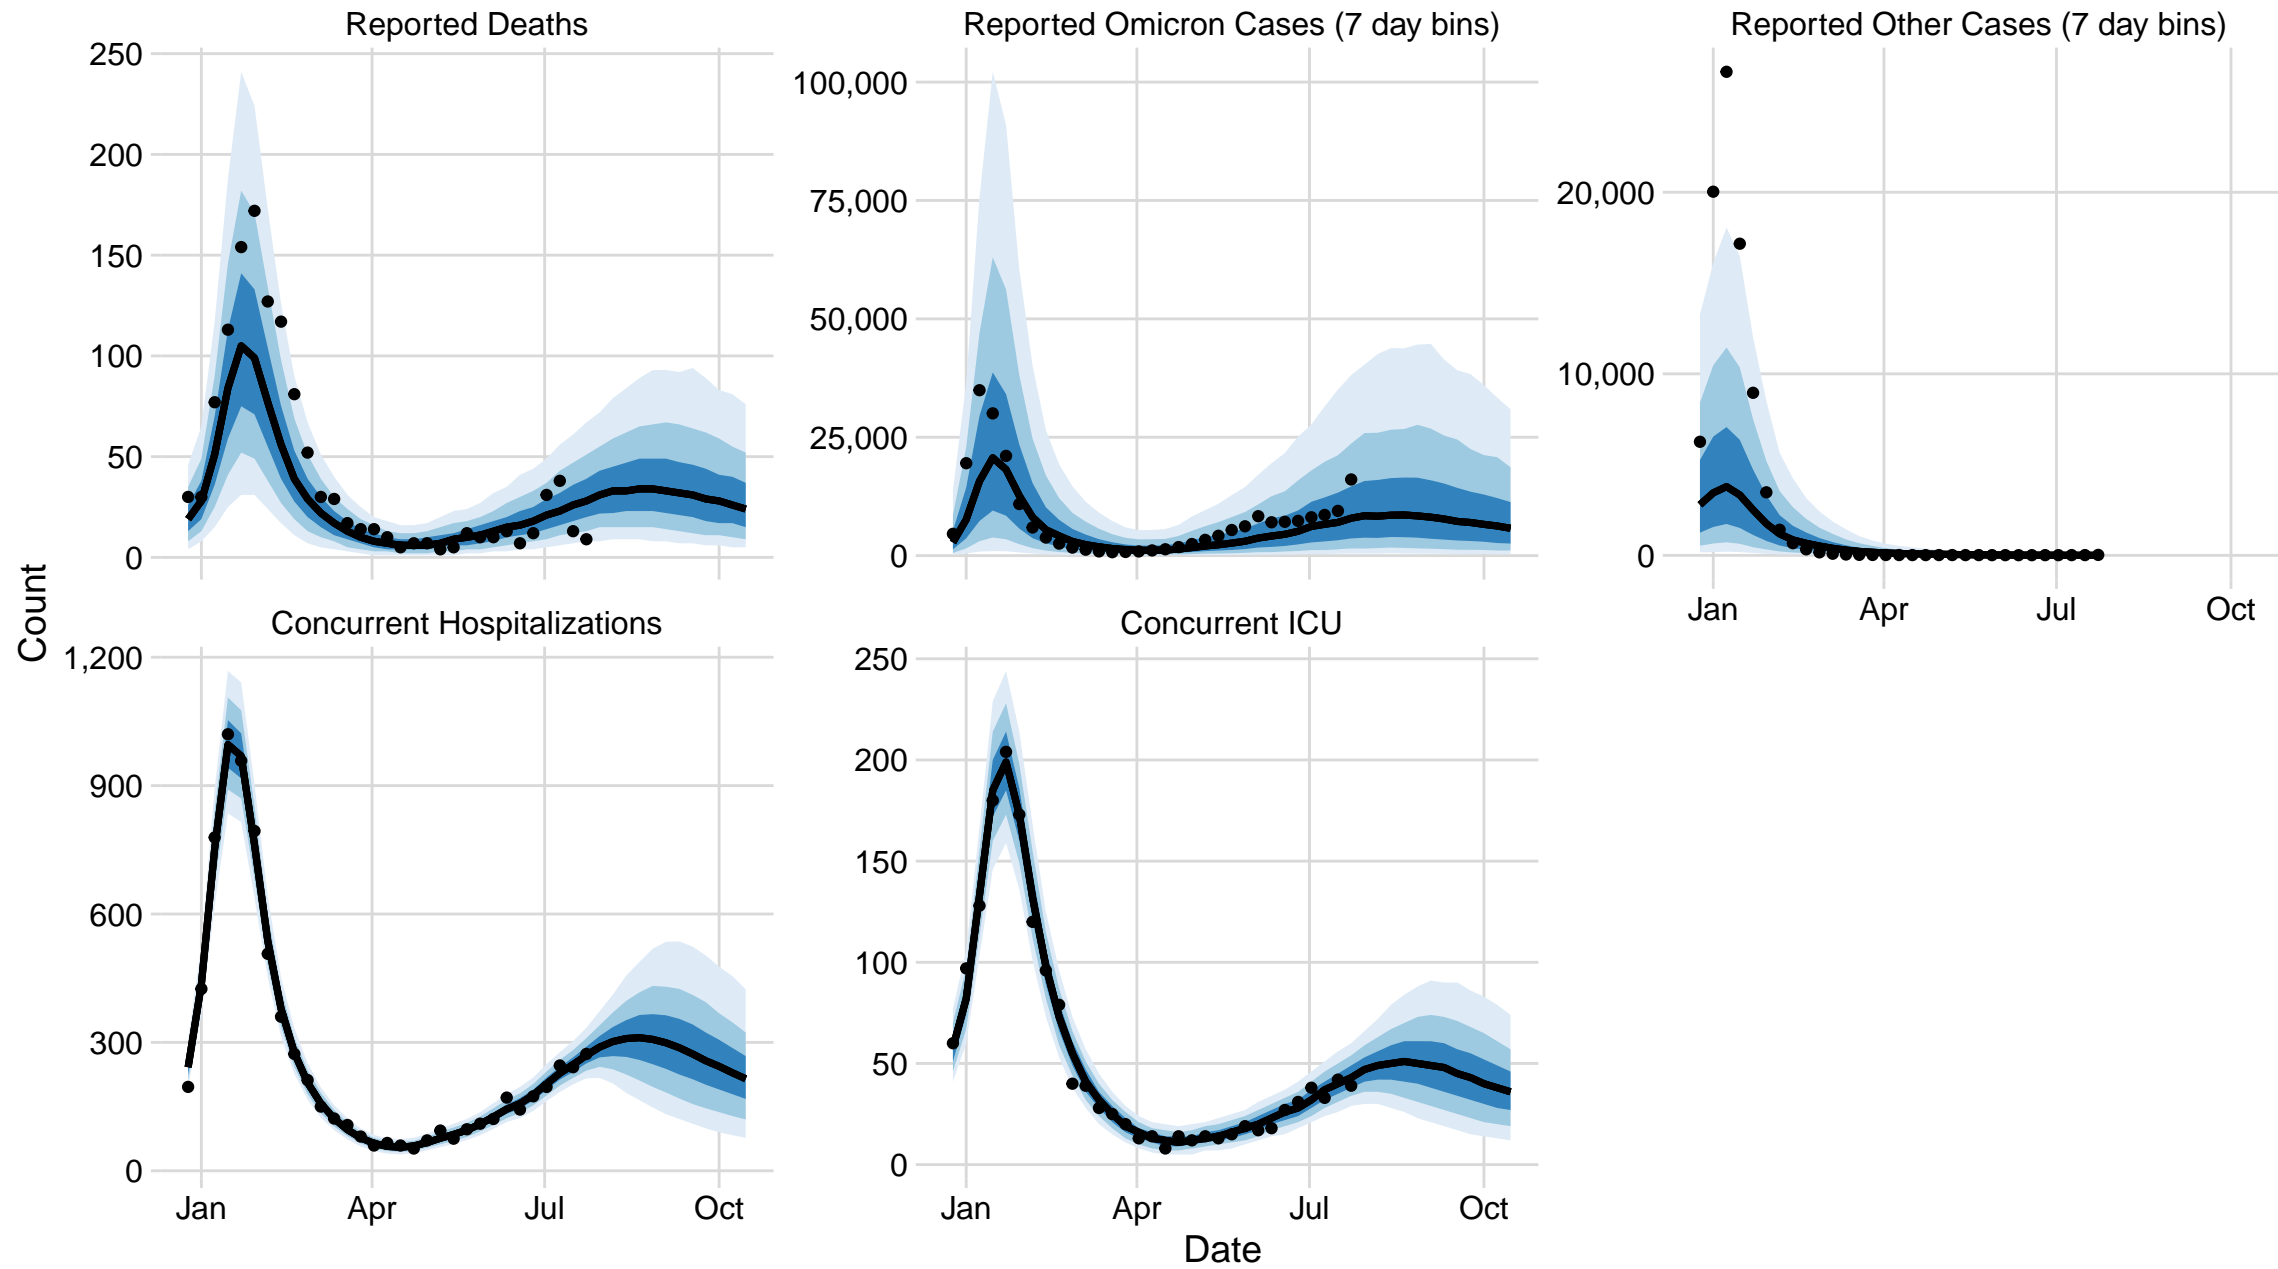 Reported Deaths
250
200
150
100
50
0
Reported Omicron Cases (7 day bins)
100,000
75,000
50,000
25,000
0
Reported Other Cases (7 day bins)
20,000
10,000
0
Jan Apr Jul Oct
Count
Concurrent Hospitalizations
1,200
900
600
300
0
Jan Apr Jul Oct
Concurrent ICU
250
200
150
100
50
0
Jan Apr Jul Oct
Date